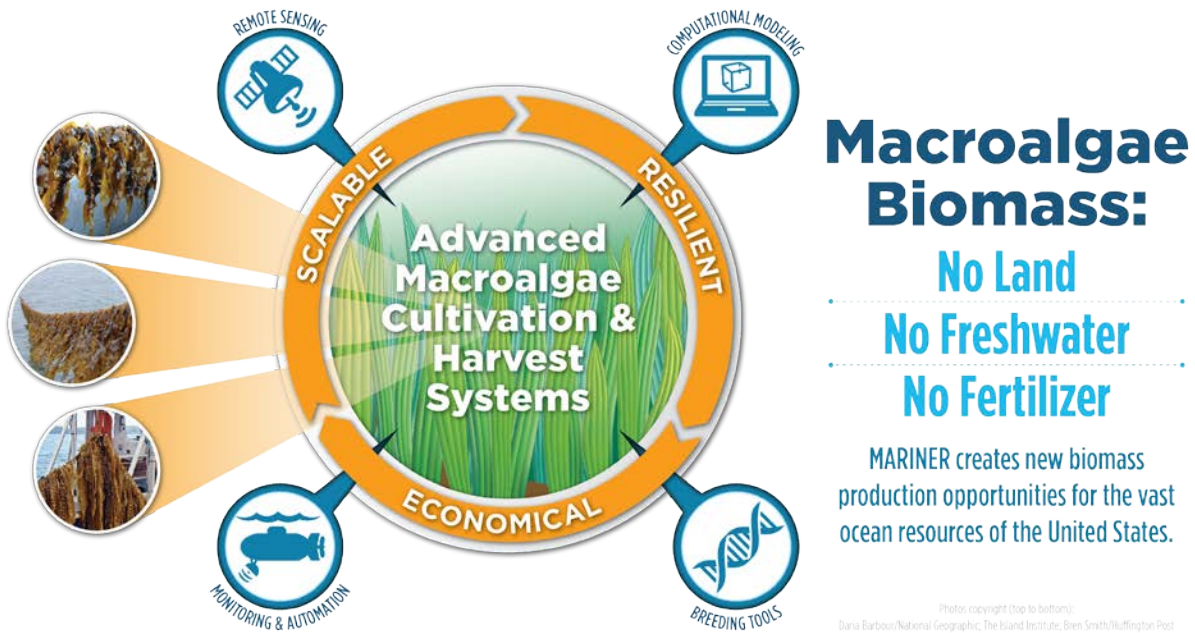 REMOTE SENSING
COMPUTATIONAL MODELING
SCALABLE
RESILIENT
ECONOMICAL
Advanced
Macroalgae
Cultivation &
Harvest
Systems
MONITORING & AUTOMATION
BREEDING TOOLS
Macroalgae
Biomass:
No Land
No Freshwater
No Fertilizer
MARINER creates new biomass
production opportunities for the vast
ocean resources of the United States.
Photos copyright (top to bottom):
Dana Barbour/National Geographic; The Island Institute; Bren Smith/Huffington Post